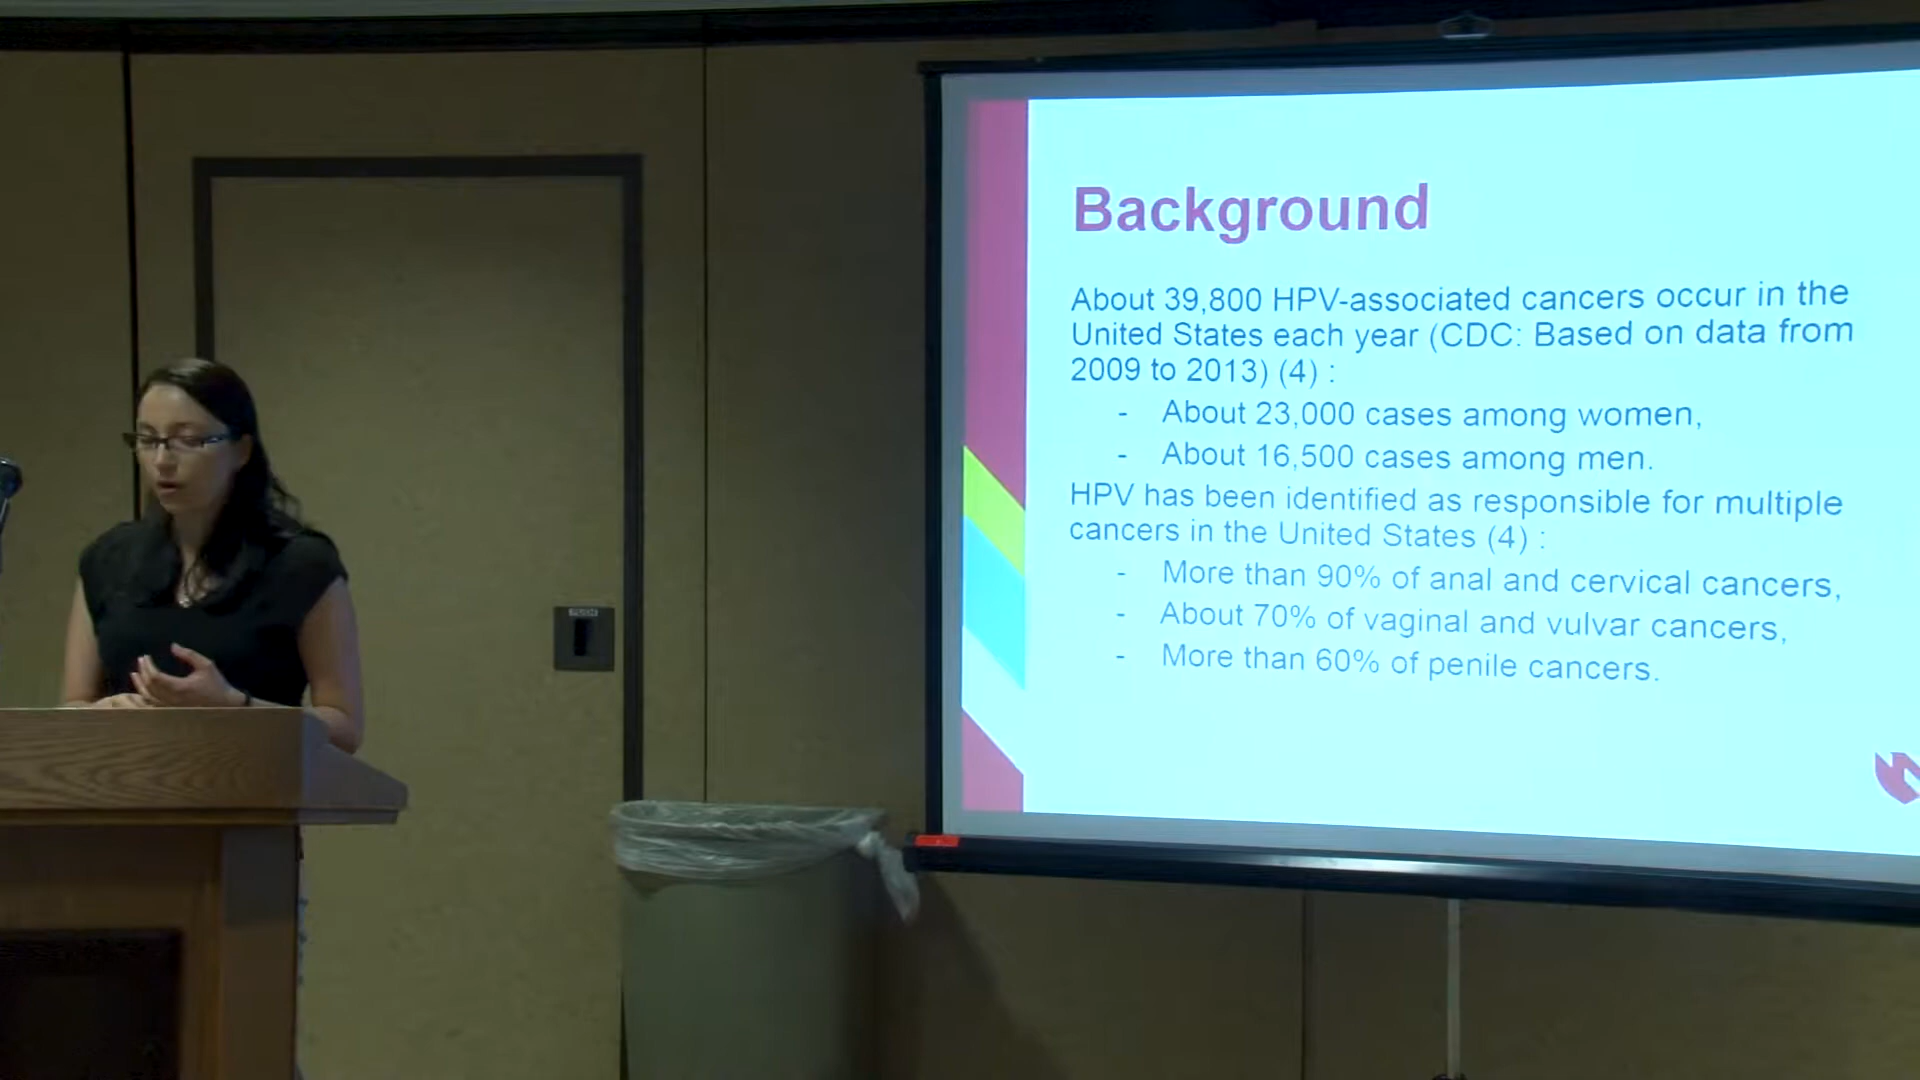 Background
About 39,800 HPV-associated cancers occur in the
United States each year (CDC: Based on data from
2009 to 2013) (4) :
- About 23,000 cases among women,
- About 16,500 cases among men.
HPV has been identified as responsible for multiple
cancers in the United States (4) :
- More than 90% of anal and cervical cancers,
- About 70% of vaginal and vulvar cancers,
- More than 60% of penile cancers.
PUSH